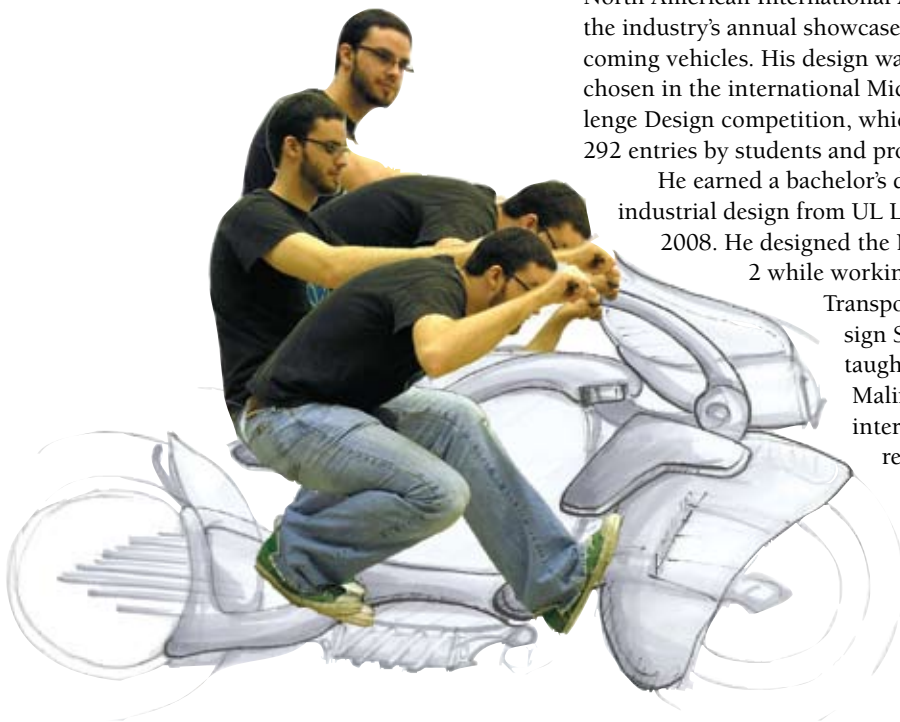 North American International
the industry's annual showcase
coming vehicles. His design wa
chosen in the international Mic
lenge Design competition, whic
292 entries by students and pro
He earned a bachelor's
industrial design from UL L
2008. He designed the
2 while workin
Transpo
sign S
taugh
Mali
inter
re